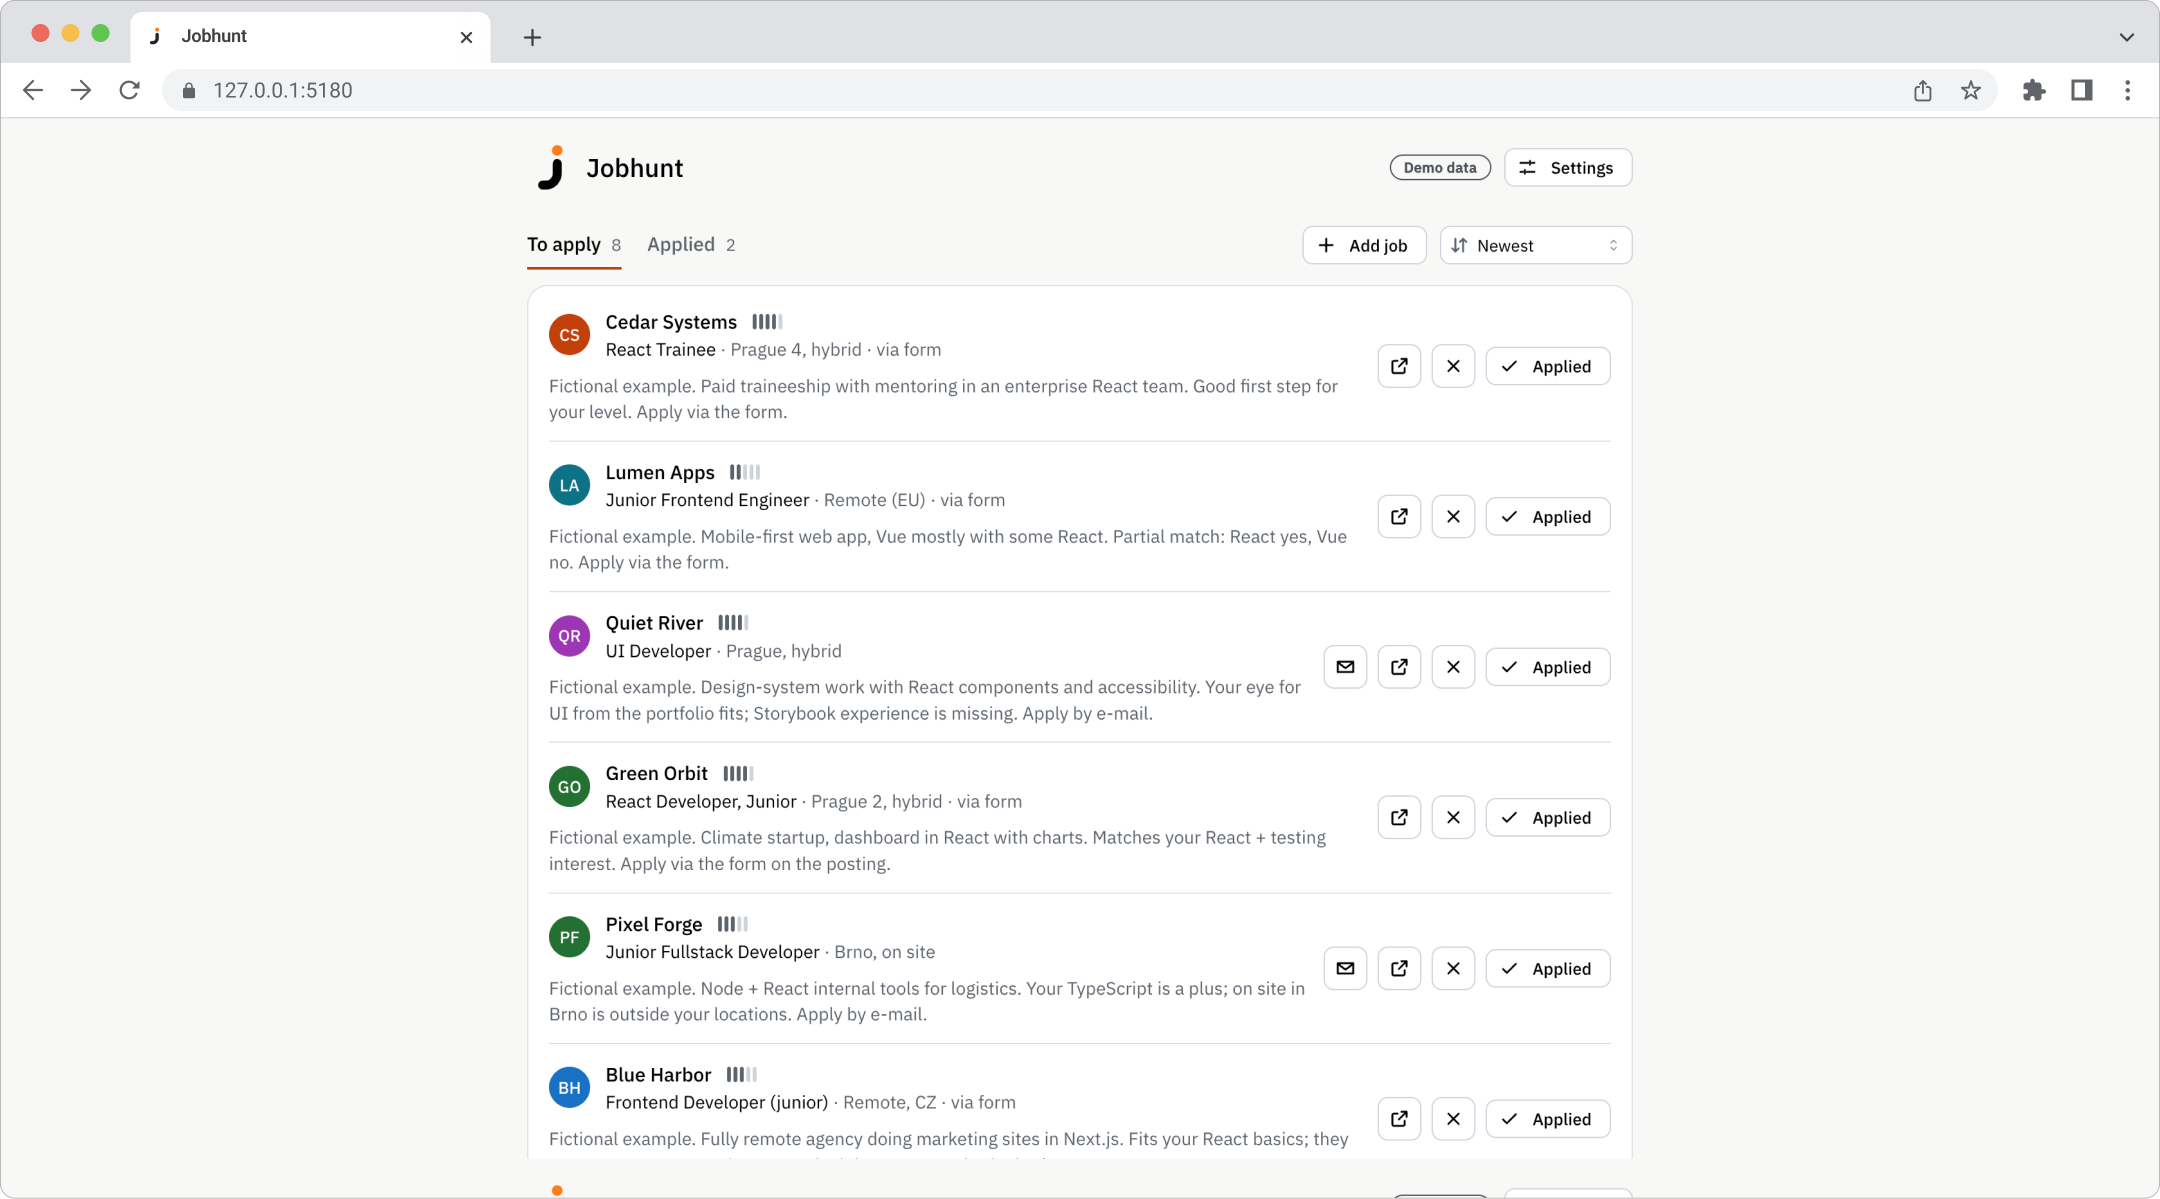 Jobhunt
127.0.0.1:5180
Jobhunt
Demo data
Settings
To apply 8 Applied 2
Add job
Newest
CS
Cedar Systems
React Trainee · Prague 4, hybrid · via form
Fictional example. Paid traineeship with mentoring in an enterprise React team. Good first step for
your level. Apply via the form.
Applied
LA
Lumen Apps
Junior Frontend Engineer · Remote (EU) · via form
Fictional example. Mobile-first web app, Vue mostly with some React. Partial match: React yes, Vue
no. Apply via the form.
Applied
QR
Quiet River
UI Developer · Prague, hybrid
Fictional example. Design-system work with React components and accessibility. Your eye for
UI from the portfolio fits; Storybook experience is missing. Apply by e-mail.
Applied
GO
Green Orbit
React Developer, Junior · Prague 2, hybrid · via form
Fictional example. Climate startup, dashboard in React with charts. Matches your React + testing
interest. Apply via the form on the posting.
Applied
PF
Pixel Forge
Junior Fullstack Developer · Brno, on site
Fictional example. Node + React internal tools for logistics. Your TypeScript is a plus; on site in
Brno is outside your locations. Apply by e-mail.
Applied
BH
Blue Harbor
Frontend Developer (junior) · Remote, CZ · via form
Fictional example. Fully remote agency doing marketing sites in Next.js. Fits your React basics; they
Applied